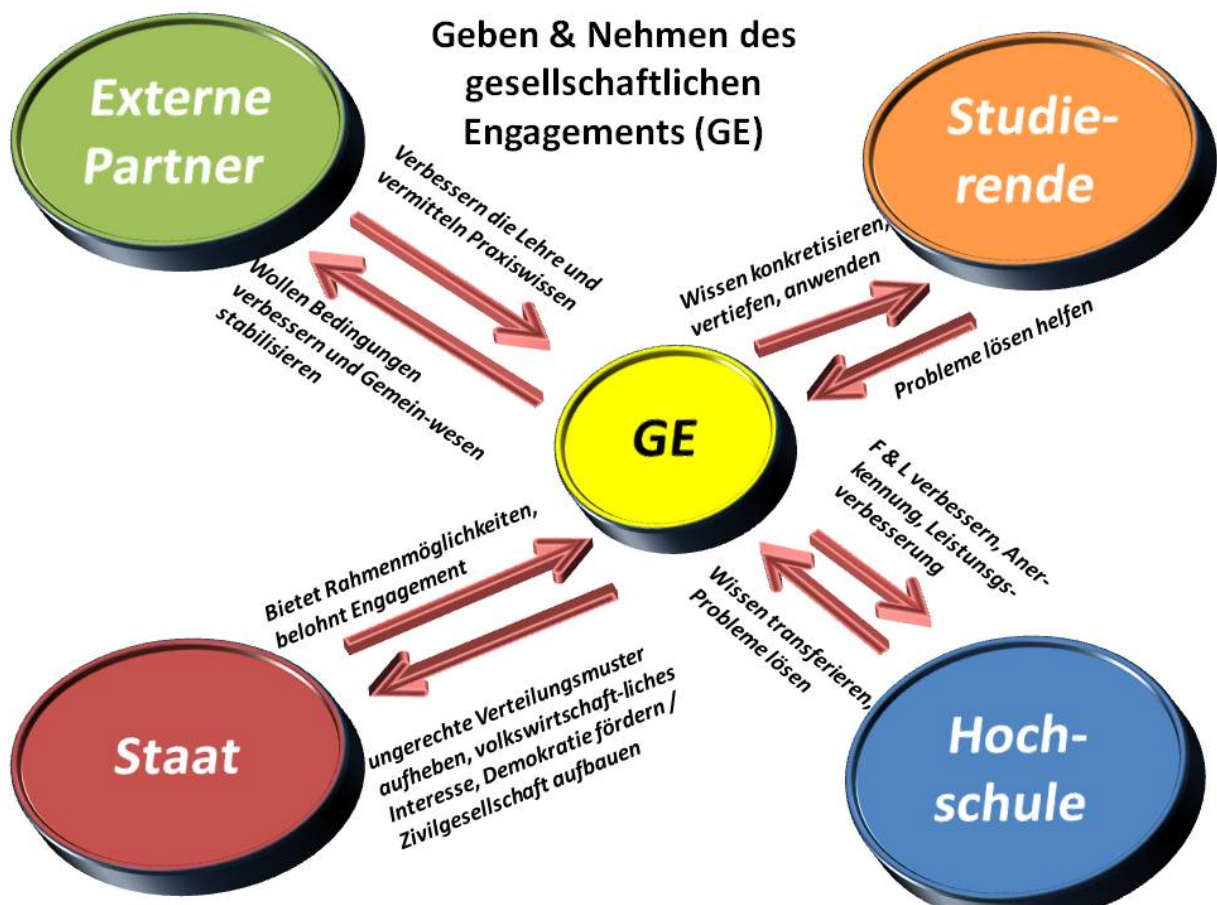 Geben & Nehmen des
gesellschaftlichen
Engagements (GE)
Externe
Partner
Studie-
rende
Verbessern die Lehre und
vermitteln Praxiswissen
Wollen Bedingungen
verbessern und Gemein-wesen
stabilisieren
Wissen konkretisieren,
vertiefen, anwenden
Probleme lösen helfen
GE
F & L verbessern, Aner-
kennung, Leistunsgs-
verbesserung
Wissen transferieren,
Probleme lösen
Bietet Rahmenmöglichkeiten,
belohnt Engagement
ungerechte Verteilungsmuster
aufheben, volkswirtschaft-liches
Interesse, Demokratie fördern /
Zivilgesellschaft aufbauen
Staat
Hoch-
schule